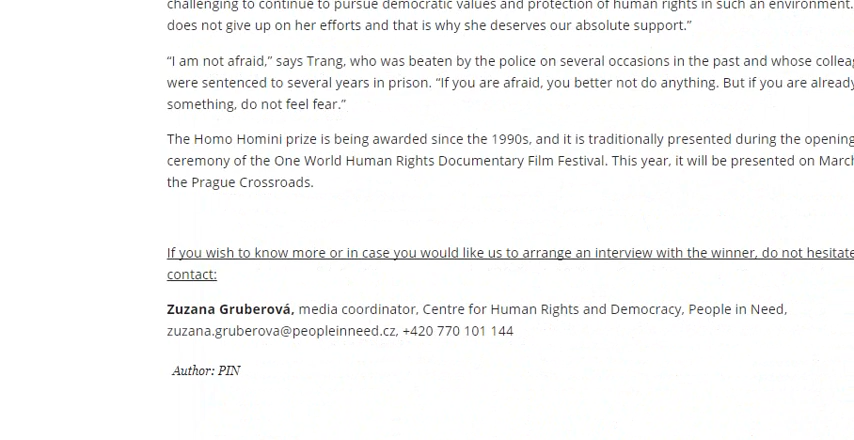 challenging to continue to pursue democratic values and protection of human rights in such an environment.
does not give up on her efforts and that is why she deserves our absolute support.”
“I am not afraid,” says Trang, who was beaten by the police on several occasions in the past and whose
were sentenced to several years in prison. “If you are afraid, you better not do anything. But if you are already
something, do not feel fear.”
The Homo Homini prize is being awarded since the 1990s, and it is traditionally presented during the opening
ceremony of the One World Human Rights Documentary Film Festival. This year, it will be presented on
the Prague Crossroads.
If you wish to know more or in case you would like us to arrange an interview with the winner, do not hesitate
contact:
Zuzana Gruberová, media coordinator, Centre for Human Rights and Democracy, People in Need,
zuzana.gruberova@peopleinneed.cz, +420 770 101 144
Author: PIN